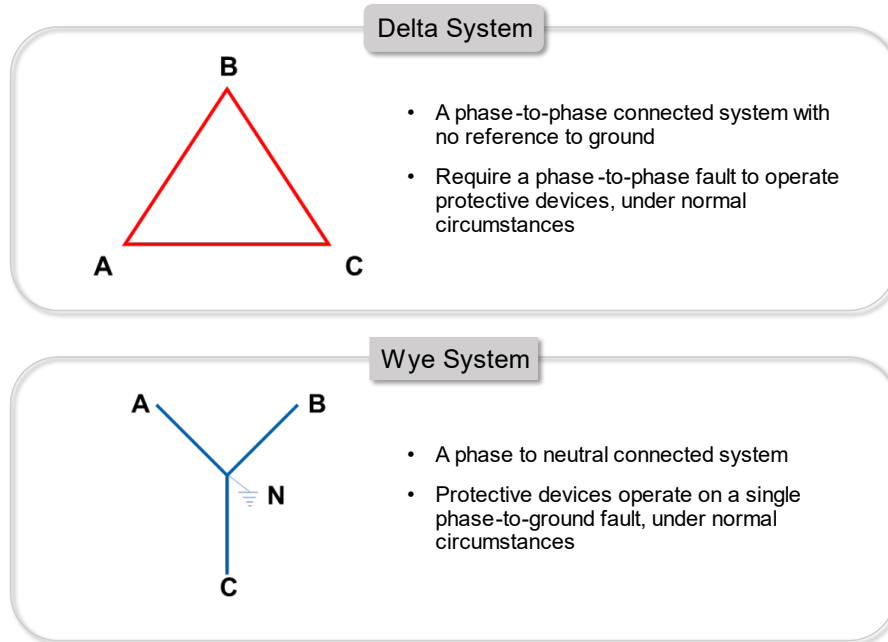 Delta System
B
A
C
• A phase-to-phase connected system with
no reference to ground
• Require a phase-to-phase fault to operate
protective devices, under normal
circumstances
Wye System
A
B
N
C
• A phase to neutral connected system
• Protective devices operate on a single
phase-to-ground fault, under normal
circumstances